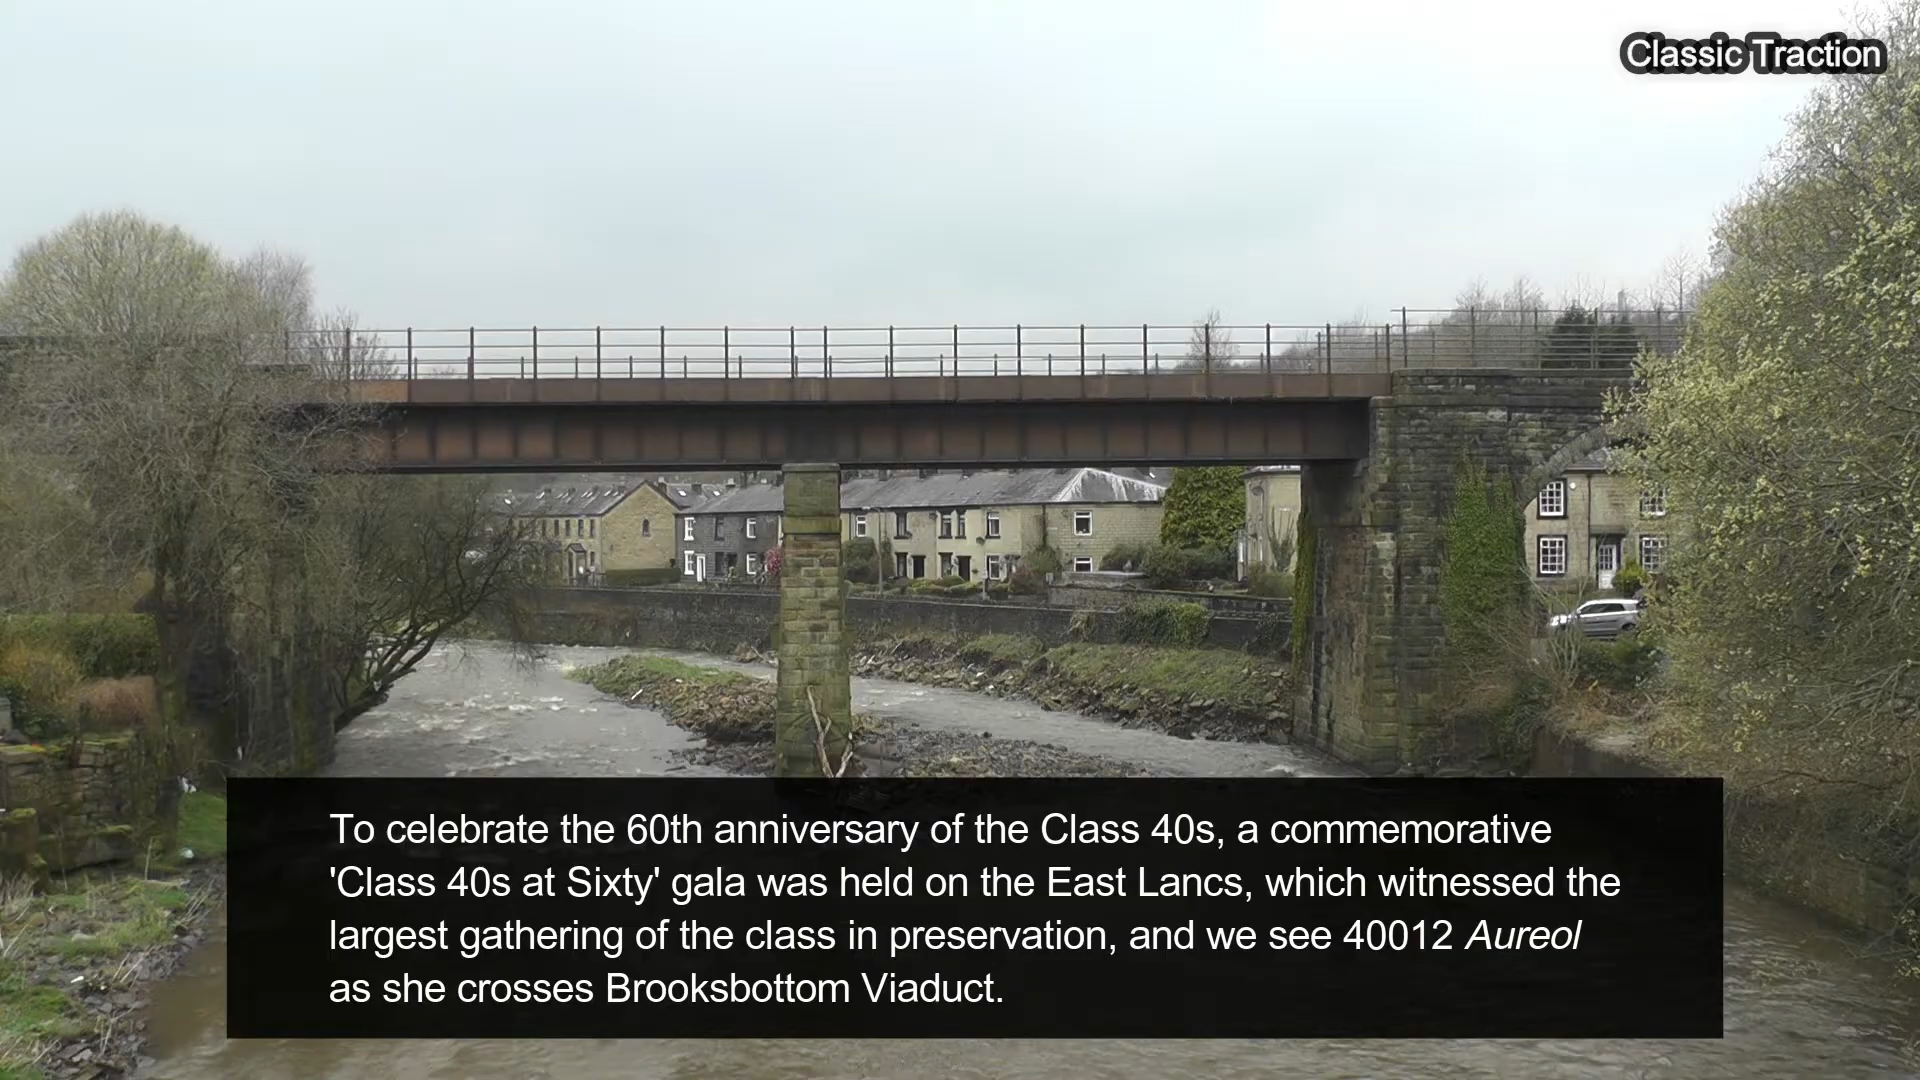 Classic Traction
To celebrate the 60th anniversary of the Class 40s, a commemorative
'Class 40s at Sixty' gala was held on the East Lancs, which witnessed the
largest gathering of the class in preservation, and we see 40012 Aureol
as she crosses Brooksbottom Viaduct.